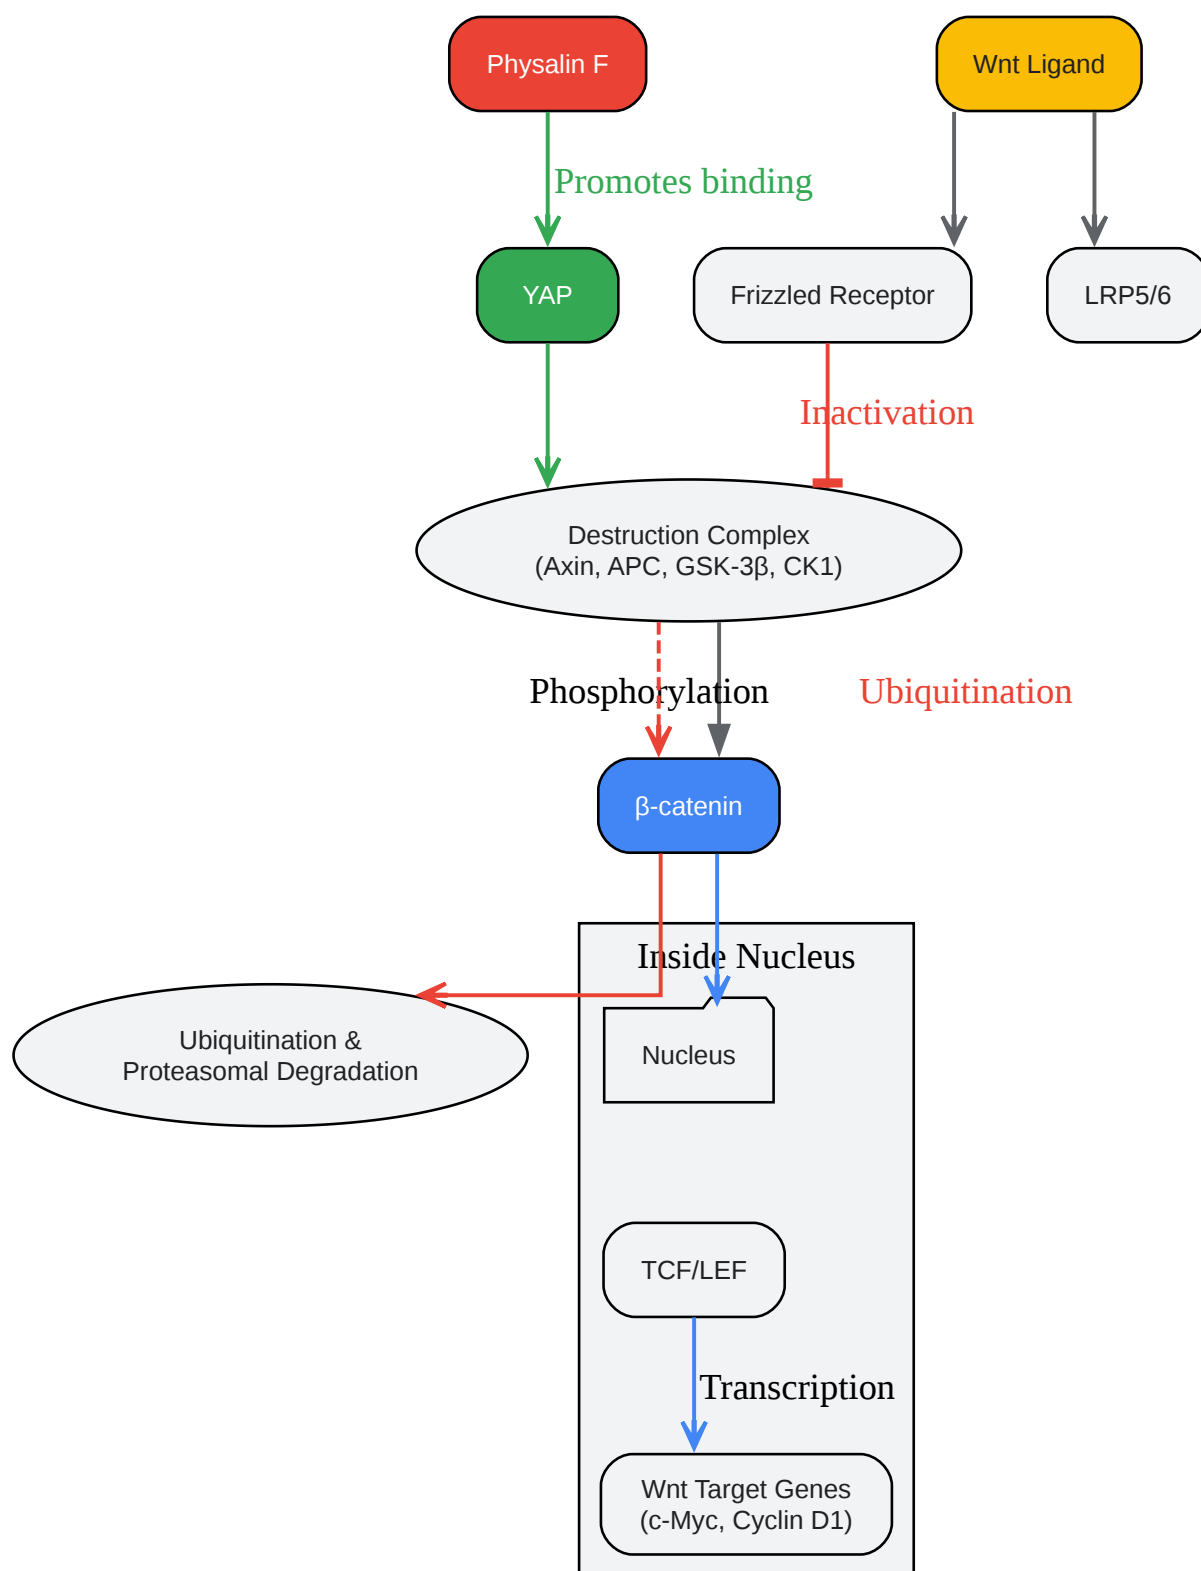 Physalin F
Wnt Ligand
Promotes binding
YAP
Frizzled Receptor
LRP5/6
Inactivation
Destruction Complex
(Axin, APC, GSK-3β, CK1)
Phosphorylation
Ubiquitination
β-catenin
Inside Nucleus
Ubiquitination &
Proteasomal Degradation
Nucleus
TCF/LEF
Transcription
Wnt Target Genes
(c-Myc, Cyclin D1)